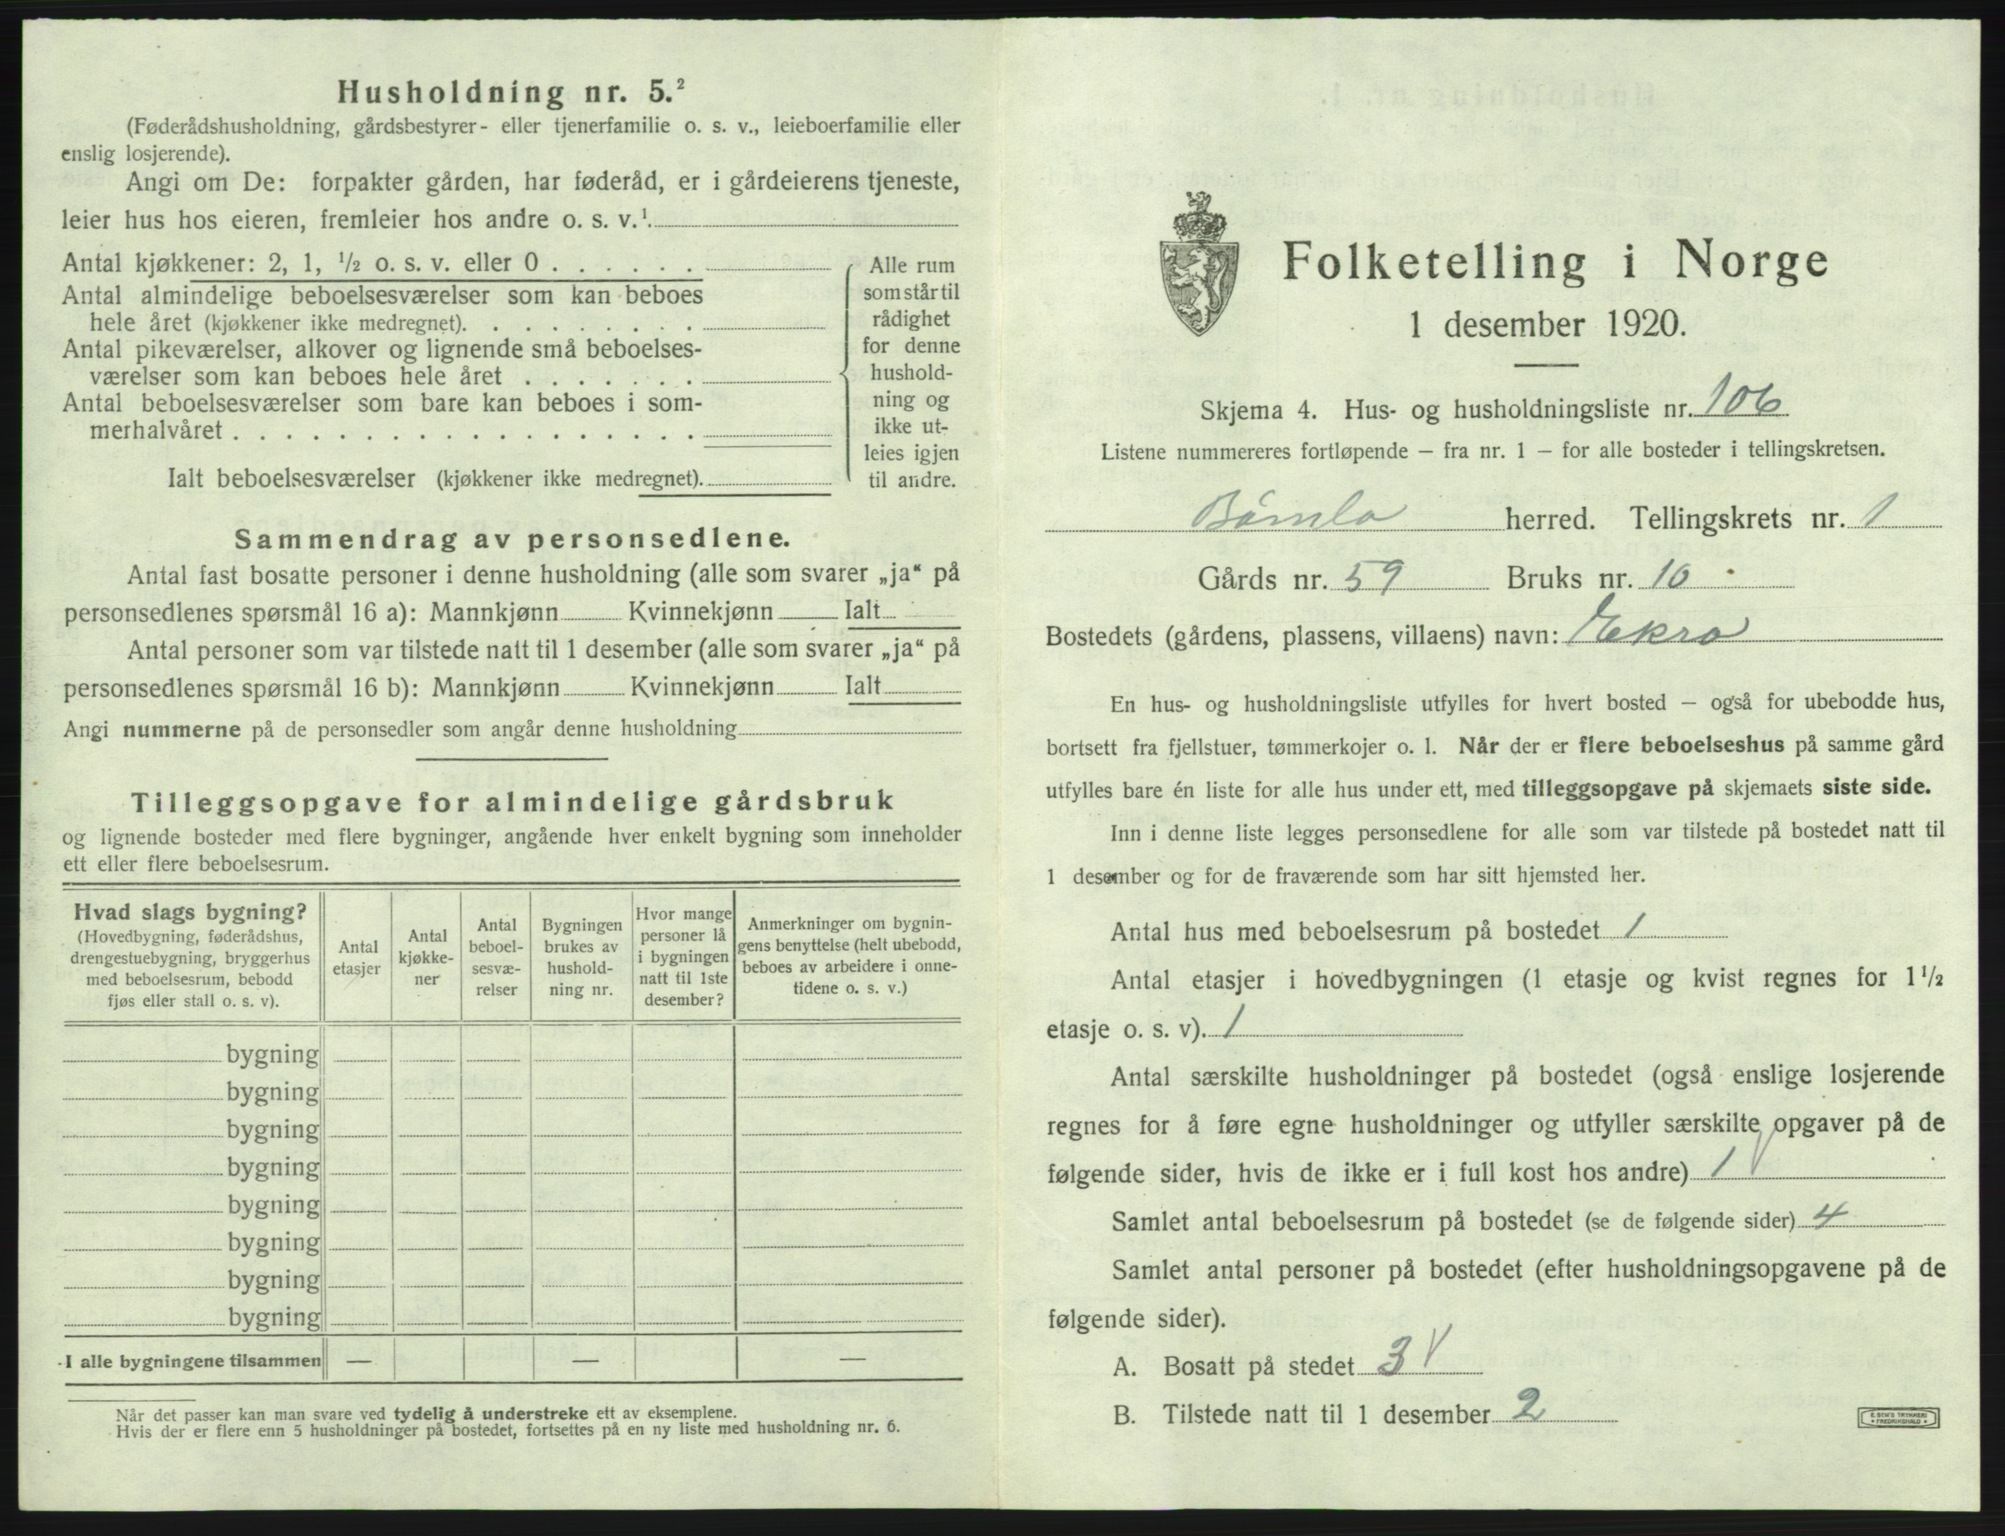 Husholdning nr. 5.²
(Føderådshusholdning, gårdsbestyrer- eller tjenerfamilie o. s. v., leieboerfamilie eller
enslig losjerende).
Angi om De: forpakter gården, har føderåd, er i gårdeierens tjeneste,
leier hus hos eieren, fremleier hos andre o. s. v.¹.
Antal kjøkkener: 2, 1, ½ o. s. v. eller 0 . . . . . .
Antal almindelige beboelsesværelser som kan beboes
hele året (kjøkkener ikke medregnet). . . . . . . . .
Antal pikeværelser, alkover og lignende små beboelses-
værelser som kan beboes hele året . . . . . . .
Antal beboelsesværelser som bare kan beboes i som-
merhalvåret . . . . . . . . . . . . . . . . . .
Ialt beboelsesværelser (kjøkkener ikke medregnet).
Alle rum
som står til
rådighet
for denne
hushold-
ning og
ikke ut-
leies igjen
til andre.
Sammendrag av personsedlene.
Antal fast bosatte personer i denne husholdning (alle som svarer „ja“ på
personsedlenes spørsmål 16 a): Mannkjønn Kvinnekjønn Ialt
Antal personer som var tilstede natt til 1 desember (alle som svarer „ja“ på
personsedlenes spørsmål 16 b): Mannkjønn Kvinnekjønn Ialt
Angi nummerne på de personsedler som angår denne husholdning
Tilleggsopgave for almindelige gårdsbruk
og lignende bosteder med flere bygninger, angående hver enkelt bygning som inneholder
ett eller flere beboelsesrum.
Hvad slags bygning?
(Hovedbygning, føderådshus,
drengestuebygning, bryggerhus
med beboelsesrum, bebodd
fjøs eller stall o. s. v).
Antal
etasjer
Antal
kjøkke-
ner
Antal
beboel-
sesvæ-
relser
Bygningen
brukes av
hushold-
ning nr.
Hvor mange
personer lå
i bygningen
natt til 1ste
desember?
Anmerkninger om bygnin-
gens benyttelse (helt ubebodd,
beboes av arbeidere i onne-
tidene o. s. v.)
bygning
bygning
bygning
bygning
bygning
bygning
bygning
bygning
I alle bygningene tilsammen — — —
Når det passer kan man svare ved tydelig å understreke ett av eksemplene.
Hvis der er flere enn 5 husholdninger på bostedet, fortsettes på en ny liste med husholdning nr. 6.
Folketelling i Norge
1 desember 1920.
Skjema 4. Hus- og husholdningsliste nr. 106
Listene nummereres fortløpende – fra nr. 1 – for alle bosteder i tellingskretsen.
Bømlo herred. Tellingskrets nr. 1
Gårds nr. 59 Bruks nr. 10
Bostedets (gårdens, plassens, villaens) navn: Ekra
En hus- og husholdningsliste utfylles for hvert bosted – også for ubebodde hus,
bortsett fra fjellstuer, tømmerkojer o. l. Når der er flere beboelseshus på samme gård
utfylles bare én liste for alle hus under ett, med tilleggsopgave på skjemaets siste side.
Inn i denne liste legges personsedlene for alle som var tilstede på bostedet natt til
1 desember og for de fraværende som har sitt hjemsted her.
Antal hus med beboelsesrum på bostedet 1
Antal etasjer i hovedbygningen (1 etasje og kvist regnes for 1½
etasje o. s. v). 1
Antal særskilte husholdninger på bostedet (også enslige losjerende
regnes for å føre egne husholdninger og utfyller særskilte opgaver på de
følgende sider, hvis de ikke er i full kost hos andre) 1
Samlet antal beboelsesrum på bostedet (se de følgende sider) 4
Samlet antal personer på bostedet (efter husholdningsopgavene på de
følgende sider).
A. Bosatt på stedet 3
B. Tilstede natt til 1 desember 2